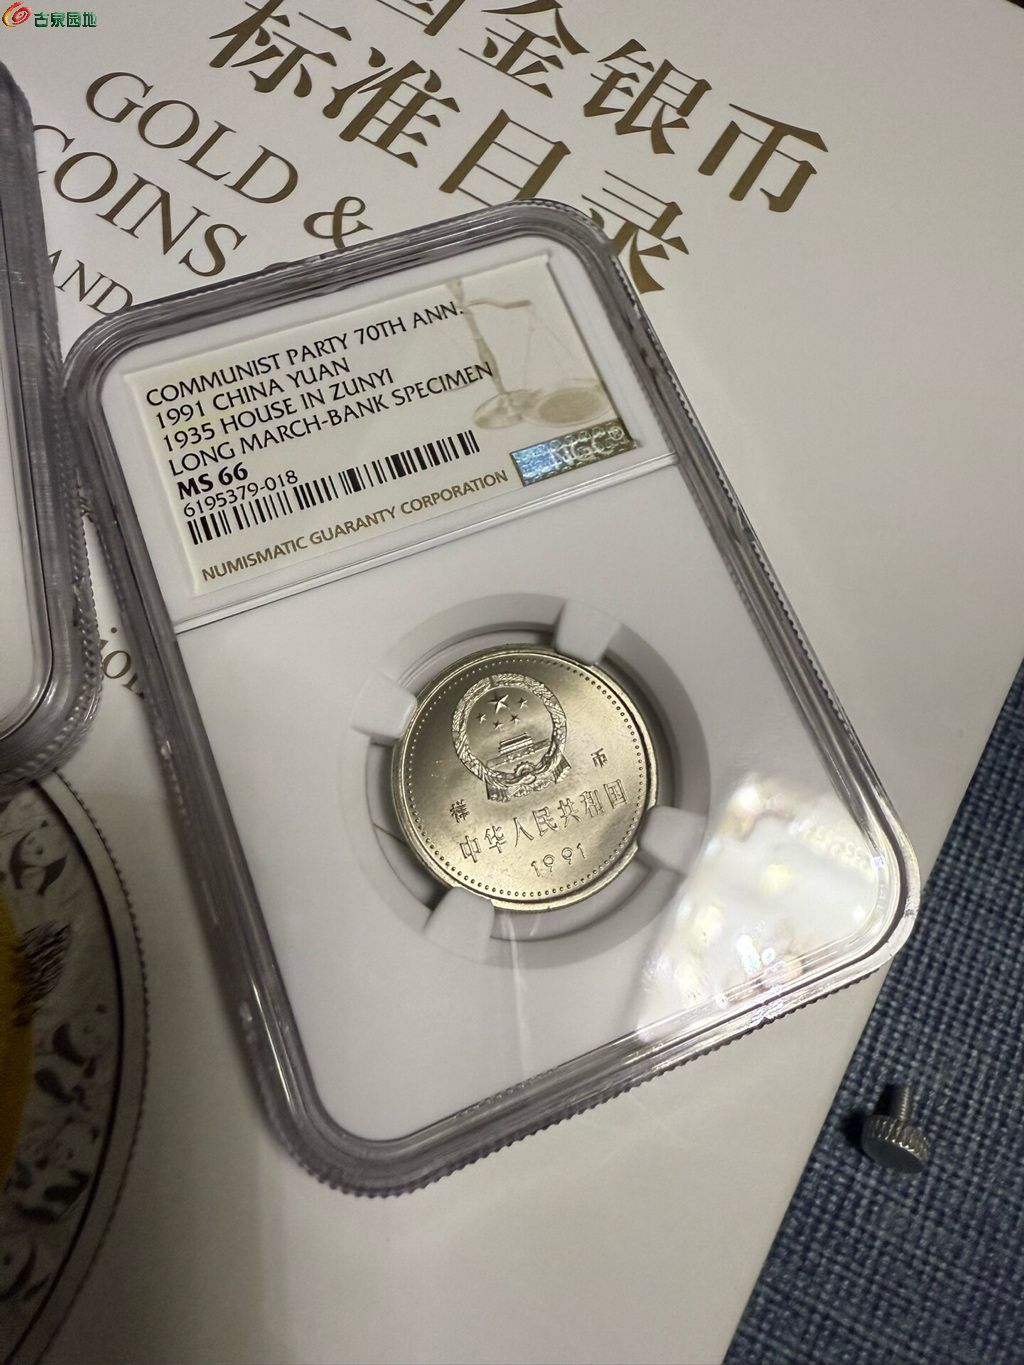 古泉园地
国金银币
标准目录
GOLD &
COINS
AND
COMMUNIST PARTY 70TH ANN.
1991 CHINA YUAN
1935 HOUSE IN ZUNYI
LONG MARCH-BANK SPECIMEN
MS 66
6195379-018
NGC
NUMISMATIC GUARANTY CORPORATION
样 币
中华人民共和国
1991